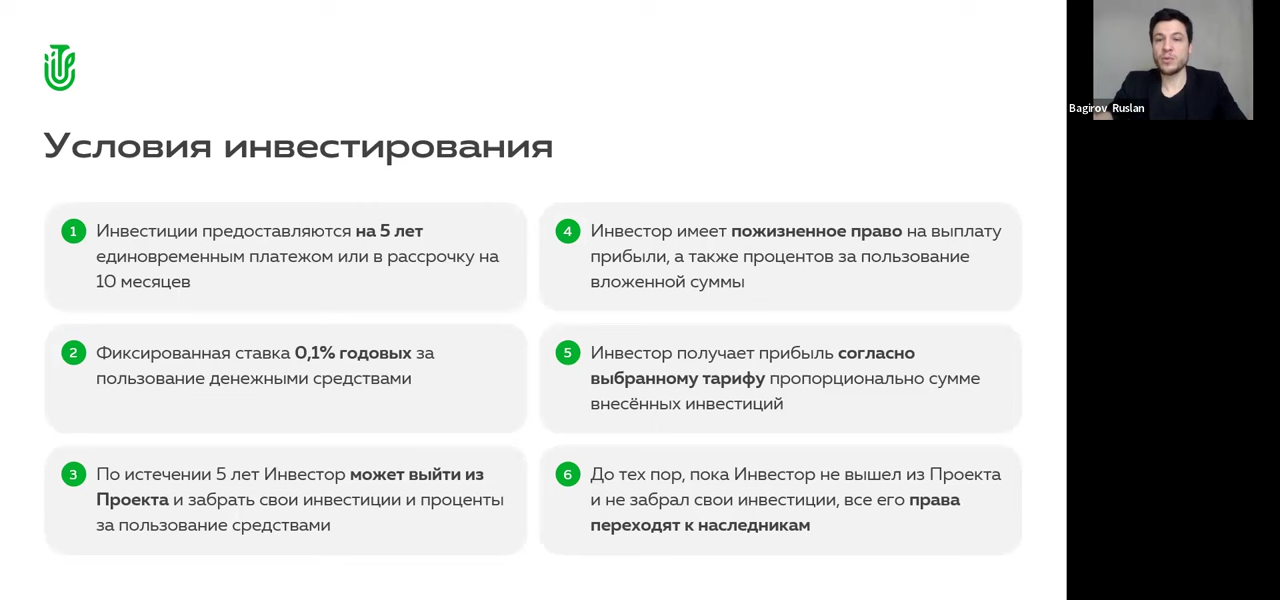 Условия инвестирования
1
Инвестиции предоставляются на 5 лет
единовременным платежом или в рассрочку на
10 месяцев
2
Фиксированная ставка 0,1% годовых за
пользование денежными средствами
3
По истечении 5 лет Инвестор может выйти из
Проекта и забрать свои инвестиции и проценты
за пользование средствами
4
Инвестор имеет пожизненное право на выплату
прибыли, а также процентов за пользование
вложенной суммы
5
Инвестор получает прибыль согласно
выбранному тарифу пропорционально сумме
внесённых инвестиций
6
До тех пор, пока Инвестор не вышел из Проекта
и не забрал свои инвестиции, все его права
переходят к наследникам
Bagirov Ruslan